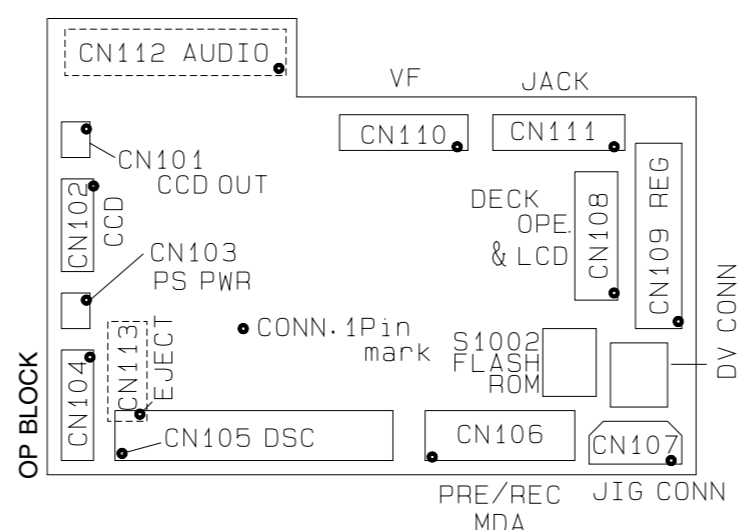 CN112 AUDIO
VF
JACK
CN110
CN111
CN101
CCD OUT
CN102
CCD
DECK
OPE.
& LCD
CN108
CN109 REG
CN103
PS PWR
CONN. 1Pin
mark
S1002
FLASH
ROM
DV CONN
OP BLOCK
CN104
CN113
EJECT
CN105 DSC
CN106
CN107
PRE/REC
MDA
JIG CONN